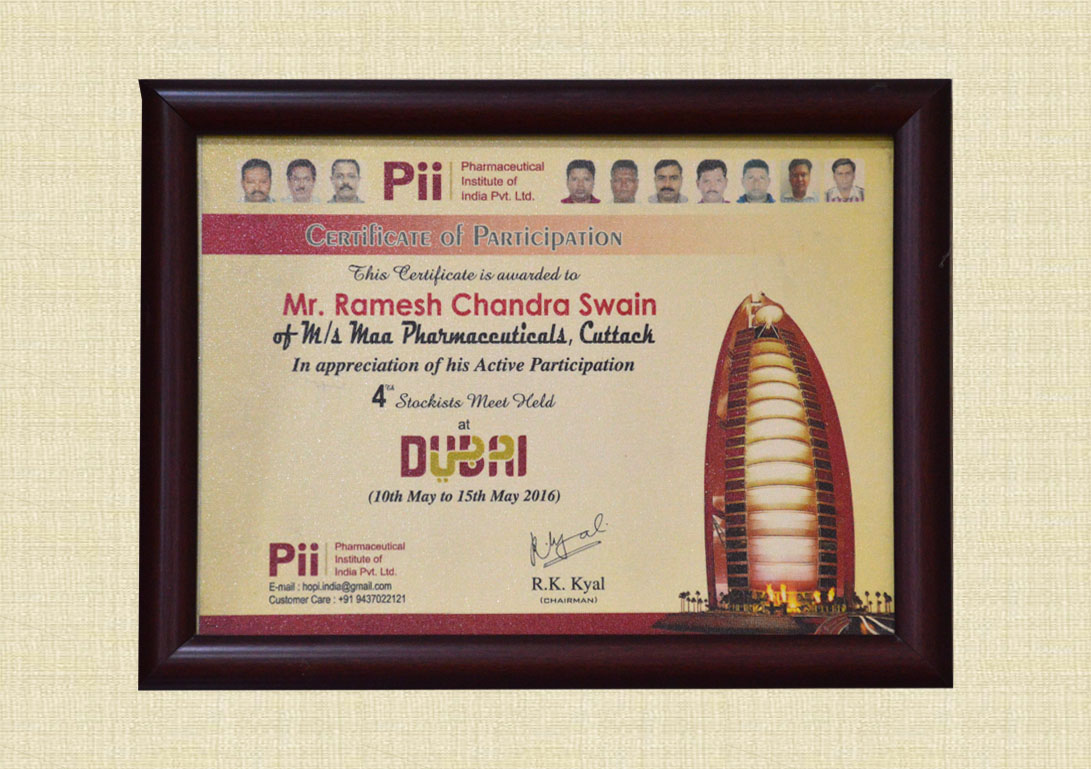 Pii
Pharmaceutical
Institute of
india Pvt. Ltd.
Certificate of Participation
This Certificate is awarded to
Mr. Ramesh Chandra Swain
of M/s Maa Pharmaceuticals, Cuttack
In appreciation of his Active Participation
4TH Stockists Meet Held
at
DUBAI
(10th May to 15th May 2016)
Pii
Pharmaceutical
Institute of
India Pvt. Ltd.
E-mail : hopi.india@gmail.com
Customer Care : +91 9437022121
R.Kyal.
R.K. Kyal
(CHAIRMAN)